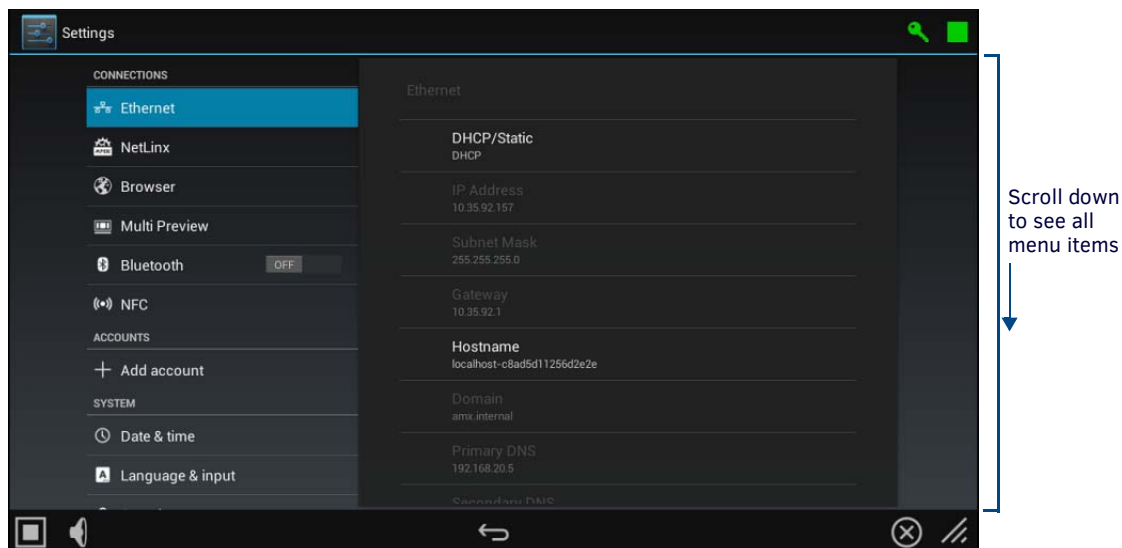 Settings
CONNECTIONS
Ethernet
NetLinx
Browser
Multi Preview
Bluetooth OFF
NFC
ACCOUNTS
Add account
SYSTEM
Date & time
Language & input
Ethernet
DHCP/Static
DHCP
IP Address
10.35.92.157
Subnet Mask
255.255.255.0
Gateway
10.35.92.1
Hostname
localhost-c8ad5d11256d2e2e
Domain
amx.internal
Primary DNS
192.168.20.5
Secondary DNS
Scroll down
to see all
menu items